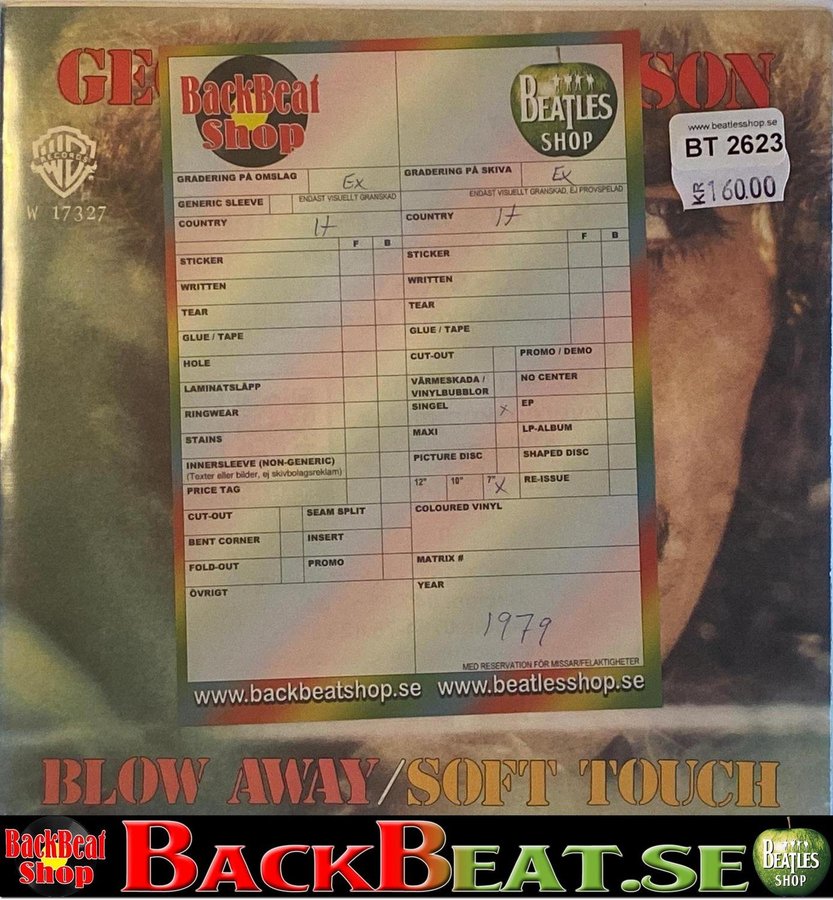 GE
SON
W 17327
RECORDS
BackBeat
Shop
BEATLES
SHOP
www.beatlesshop.se
BT 2623
KR 160.00
GRADERING PÅ OMSLAG Ex
ENDAST VISUELLT GRANSKAD
GENERIC SLEEVE
COUNTRY It
F B
STICKER
WRITTEN
TEAR
GLUE / TAPE
HOLE
LAMINATSLÄPP
RINGWEAR
STAINS
INNERSLEEVE (NON-GENERIC)
(Texter eller bilder, ej skivbolagsreklam)
PRICE TAG
CUT-OUT SEAM SPLIT
BENT CORNER INSERT
FOLD-OUT PROMO
ÖVRIGT
GRADERING PÅ SKIVA Ex
ENDAST VISUELLT GRANSKAD, EJ PROVSPELAD
COUNTRY It
F B
STICKER
WRITTEN
TEAR
GLUE / TAPE
CUT-OUT PROMO / DEMO
VÄRMESKADA /
VINYLBUBBLOR NO CENTER
SINGEL x EP
MAXI LP-ALBUM
PICTURE DISC SHAPED DISC
12" 10" 7" x RE-ISSUE
COLOURED VINYL
MATRIX #
YEAR
1979
MED RESERVATION FÖR MISSAR/FELAKTIGHETER
www.backbeatshop.se www.beatlesshop.se
BLOW AWAY/SOFT TOUCH
BackBeat
Shop
BACKBEAT.SE
BEATLES
SHOP